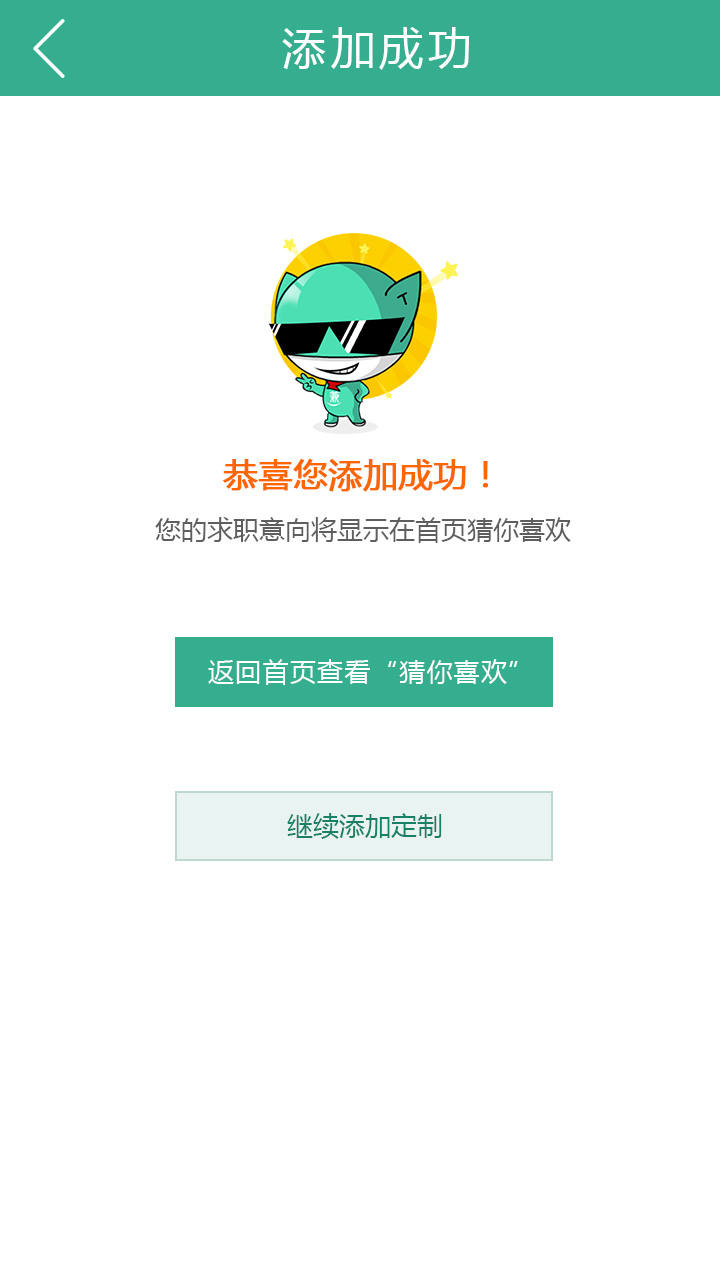 添加成功
兼
恭喜您添加成功！
您的求职意向将显示在首页猜你喜欢
返回首页查看“猜你喜欢”
继续添加定制